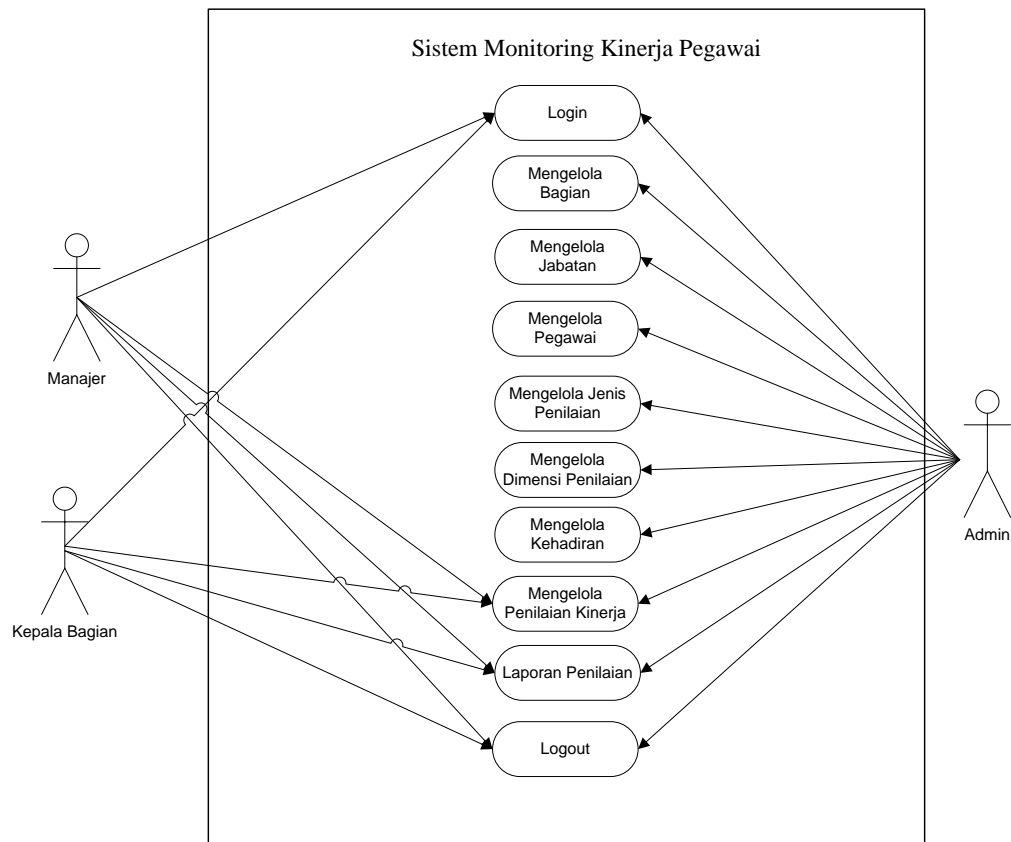 Sistem Monitoring Kinerja Pegawai
Login
Mengelola
Bagian
Mengelola
Jabatan
Mengelola
Pegawai
Mengelola Jenis
Penilaian
Mengelola
Dimensi Penilaian
Mengelola
Kehadiran
Mengelola
Penilaian Kinerja
Laporan Penilaian
Logout
Manajer
Kepala Bagian
Admin